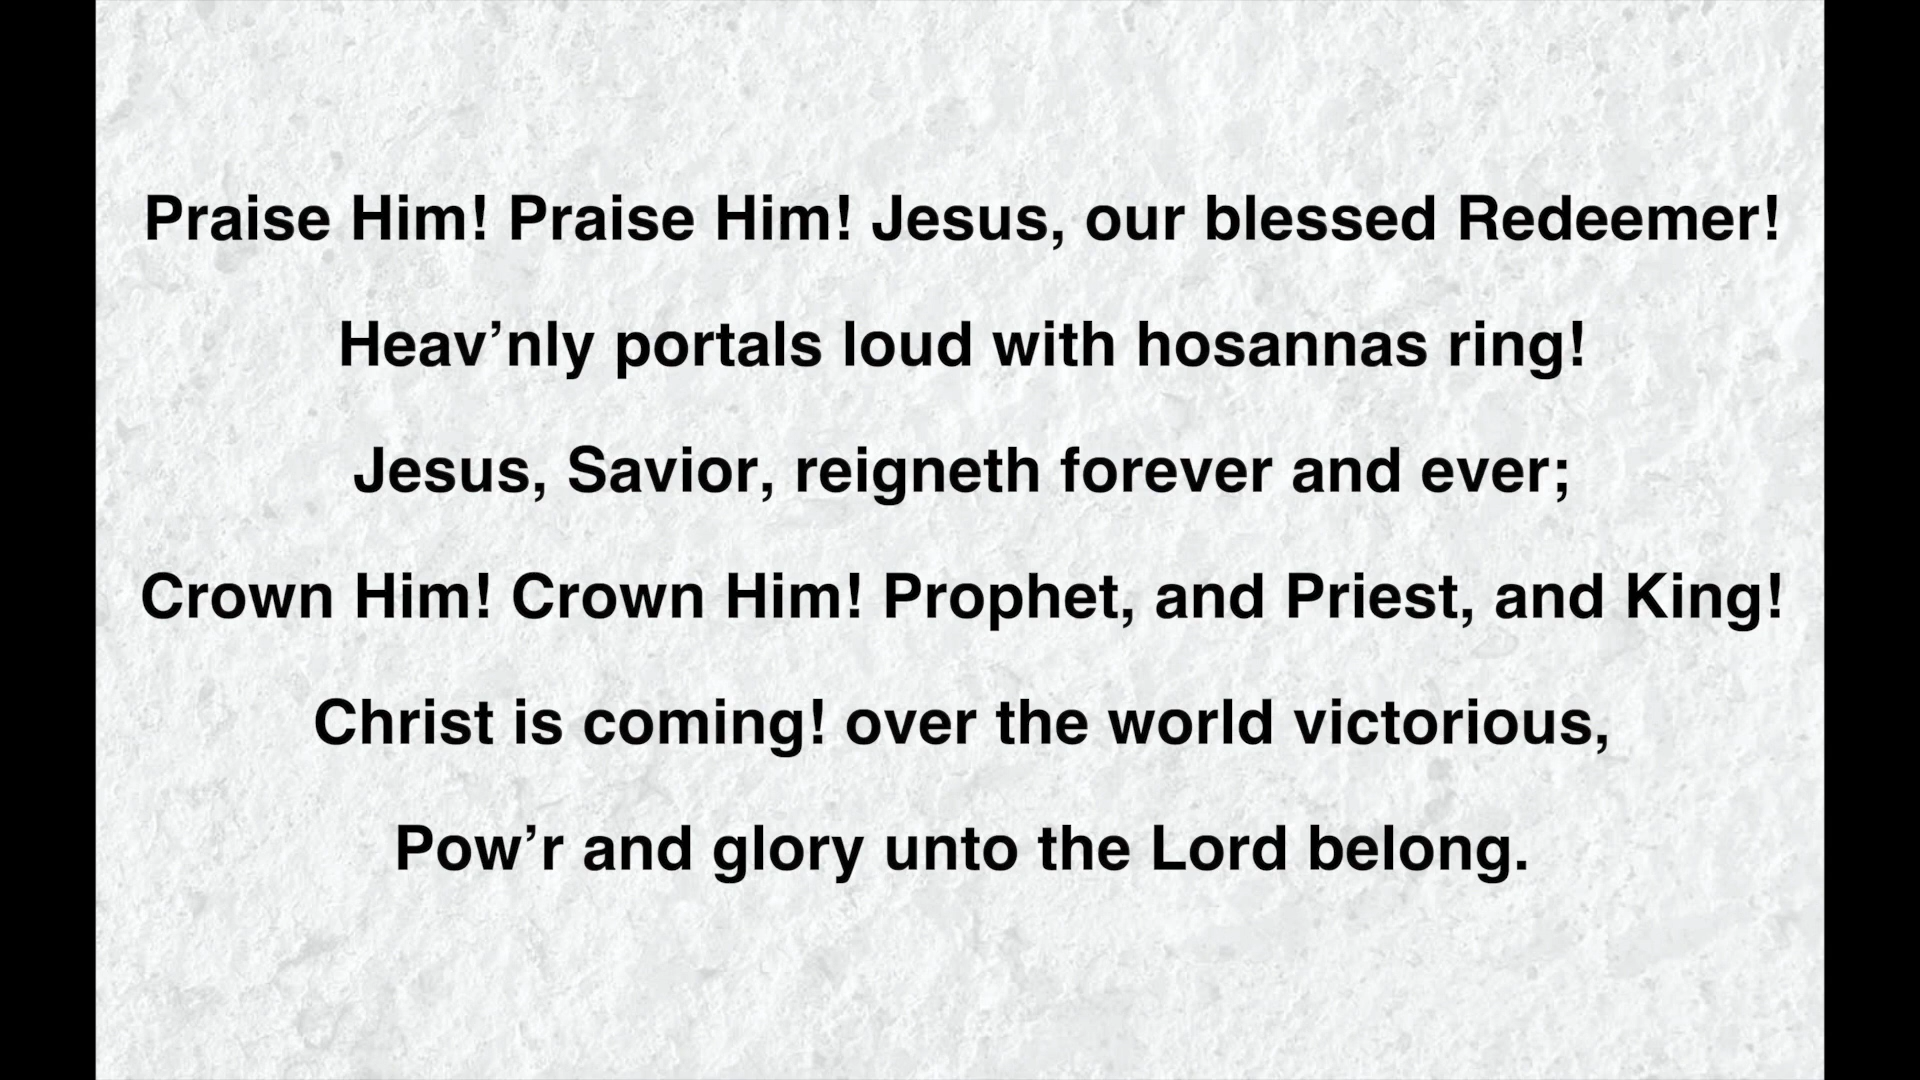 Praise Him! Praise Him! Jesus, our blessed Redeemer!
Heav’nly portals loud with hosannas ring!
Jesus, Savior, reigneth forever and ever;
Crown Him! Crown Him! Prophet, and Priest, and King!
Christ is coming! over the world victorious,
Pow’r and glory unto the Lord belong.